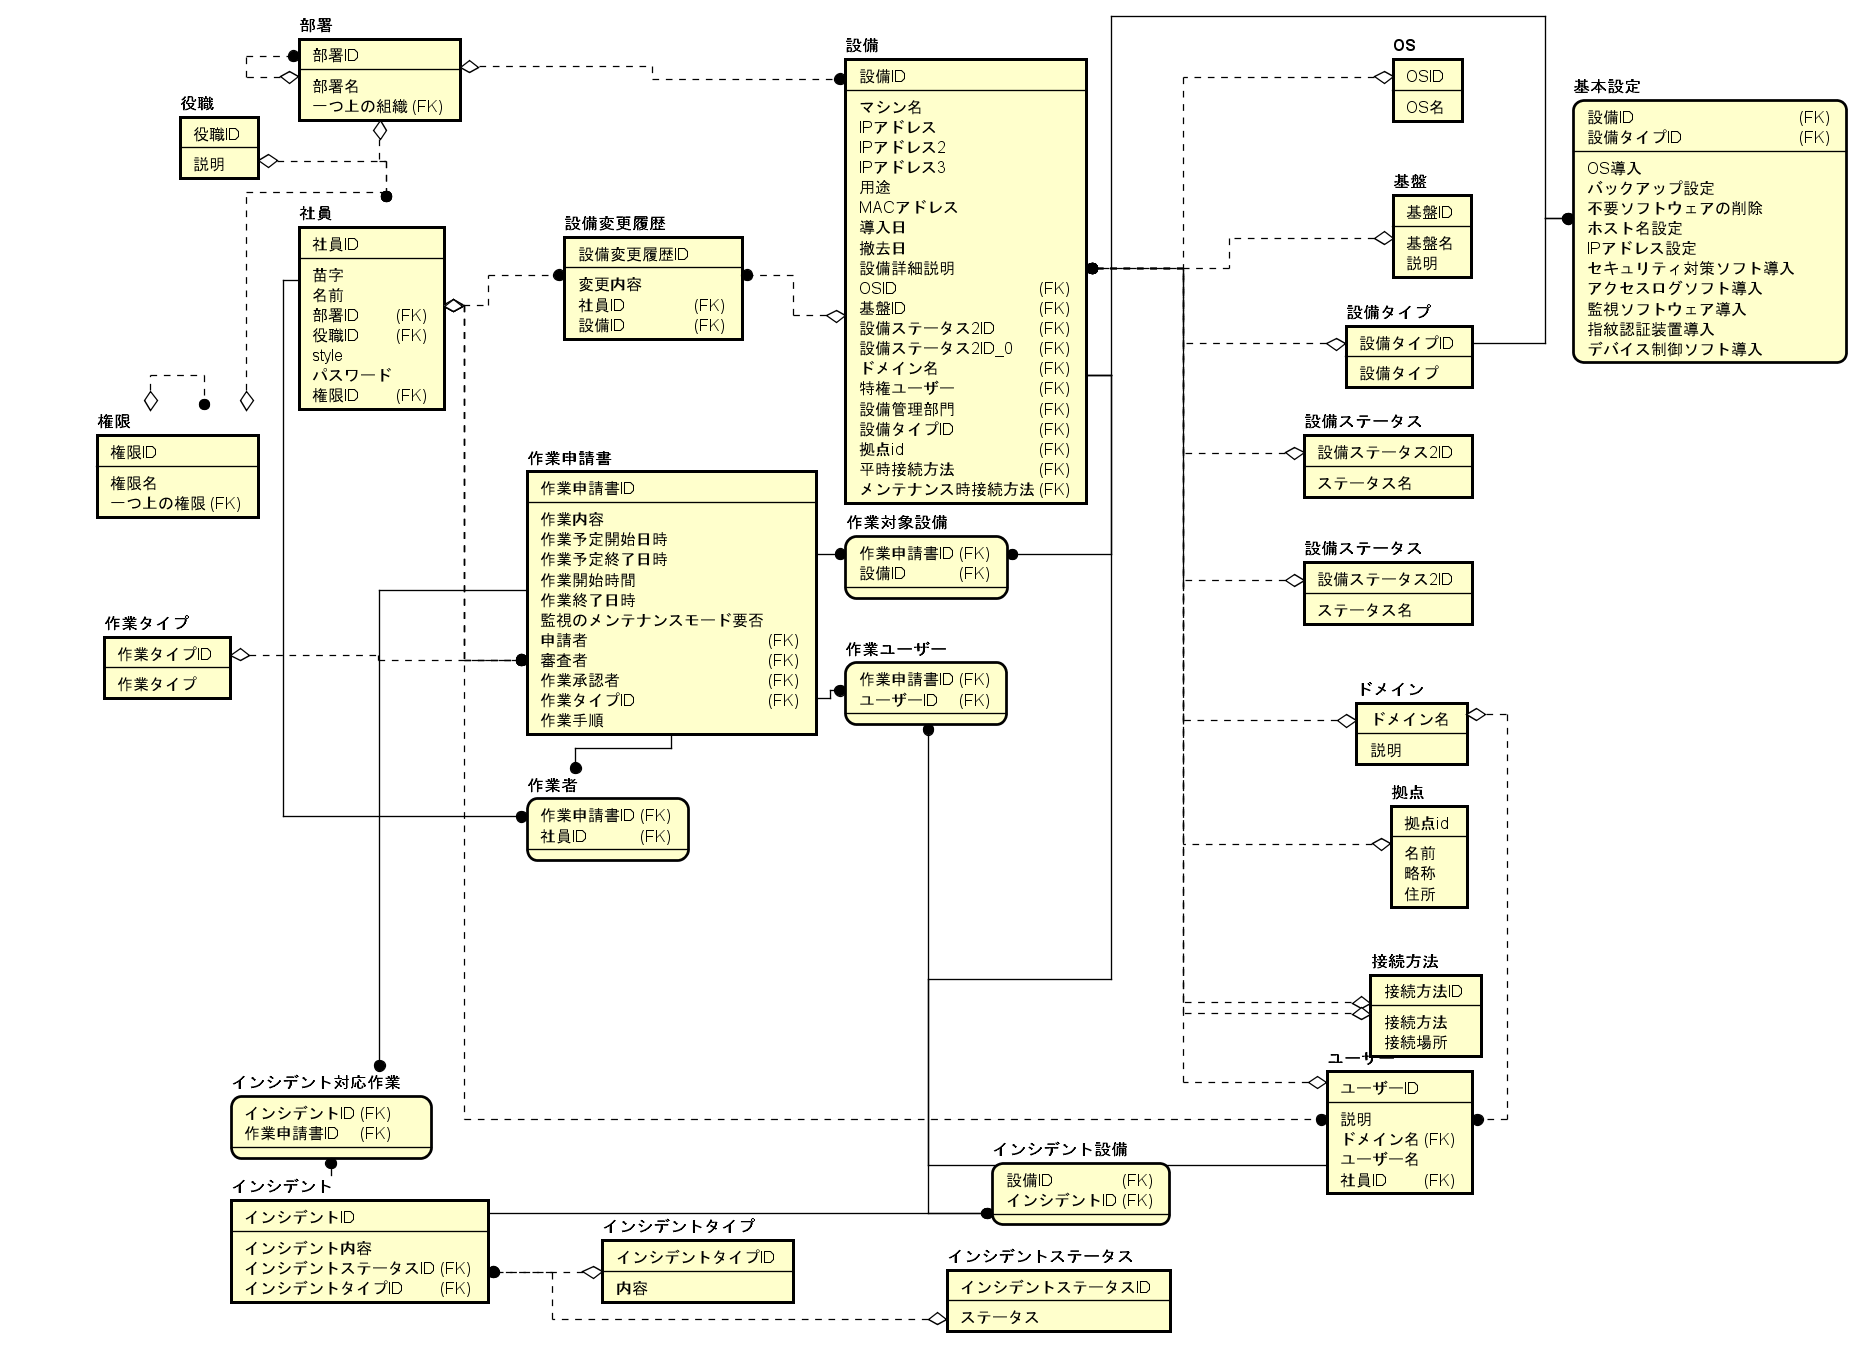 部署
部署ID
部署名
一つ上の組織 (FK)
役職
役職ID
説明
社員
社員ID
苗字
名前
部署ID (FK)
役職ID (FK)
style
パスワード
権限ID (FK)
権限
権限ID
権限名
一つ上の権限 (FK)
設備変更履歴
設備変更履歴ID
変更内容
社員ID (FK)
設備ID (FK)
設備
設備ID
マシン名
IPアドレス
IPアドレス2
IPアドレス3
用途
MACアドレス
導入日
撤去日
設備詳細説明
OSID (FK)
基盤ID (FK)
設備ステータス2ID (FK)
設備ステータス2ID_0 (FK)
ドメイン名 (FK)
特権ユーザー (FK)
設備管理部門 (FK)
設備タイプID (FK)
拠点id (FK)
平時接続方法 (FK)
メンテナンス時接続方法 (FK)
OS
OSID
OS名
基本設定
設備ID (FK)
設備タイプID (FK)
OS導入
バックアップ設定
不要ソフトウェアの削除
ホスト名設定
IPアドレス設定
セキュリティ対策ソフト導入
アクセスログソフト導入
監視ソフトウェア導入
指紋認証装置導入
デバイス制御ソフト導入
基盤
基盤ID
基盤名
説明
設備タイプ
設備タイプID
設備タイプ
設備ステータス
設備ステータス2ID
ステータス名
設備ステータス
設備ステータス2ID
ステータス名
作業申請書
作業申請書ID
作業内容
作業予定開始日時
作業予定終了日時
作業開始時間
作業終了日時
監視のメンテナンスモード要否
申請者 (FK)
審査者 (FK)
作業承認者 (FK)
作業タイプID (FK)
作業手順
作業対象設備
作業申請書ID (FK)
設備ID (FK)
作業ユーザー
作業申請書ID (FK)
ユーザーID (FK)
作業タイプ
作業タイプID
作業タイプ
作業者
作業申請書ID (FK)
社員ID (FK)
ドメイン
ドメイン名
説明
拠点
拠点id
名前
略称
住所
接続方法
接続方法ID
接続方法
接続場所
ユーザー
ユーザーID
説明
ドメイン名 (FK)
ユーザー名
社員ID (FK)
インシデント対応作業
インシデントID (FK)
作業申請書ID (FK)
インシデント
インシデントID
インシデント内容
インシデントステータスID (FK)
インシデントタイプID (FK)
インシデント設備
設備ID (FK)
インシデントID (FK)
インシデントタイプ
インシデントタイプID
内容
インシデントステータス
インシデントステータスID
ステータス